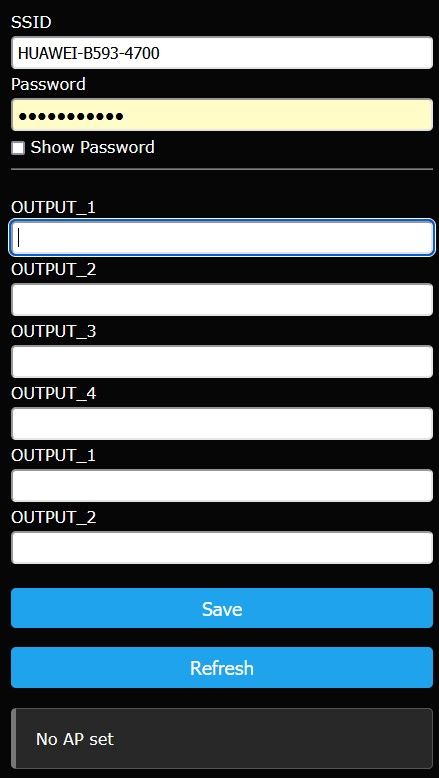 SSID
HUAWEI-B593-4700
Password
●●●●●●●●●●●
Show Password
OUTPUT_1
OUTPUT_2
OUTPUT_3
OUTPUT_4
OUTPUT_1
OUTPUT_2
Save
Refresh
No AP set